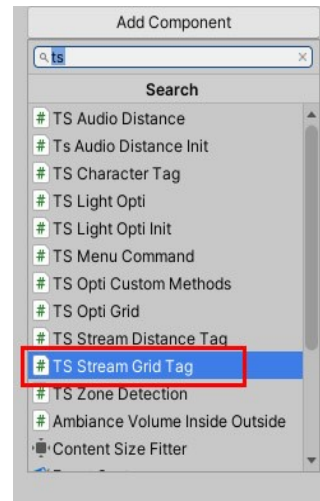 Add Component
ts
Search
TS Audio Distance
Ts Audio Distance Init
TS Character Tag
TS Light Opti
TS Light Opti Init
TS Menu Command
TS Opti Custom Methods
TS Opti Grid
TS Stream Distance Tag
TS Stream Grid Tag
TS Zone Detection
Ambiance Volume Inside Outside
Content Size Fitter